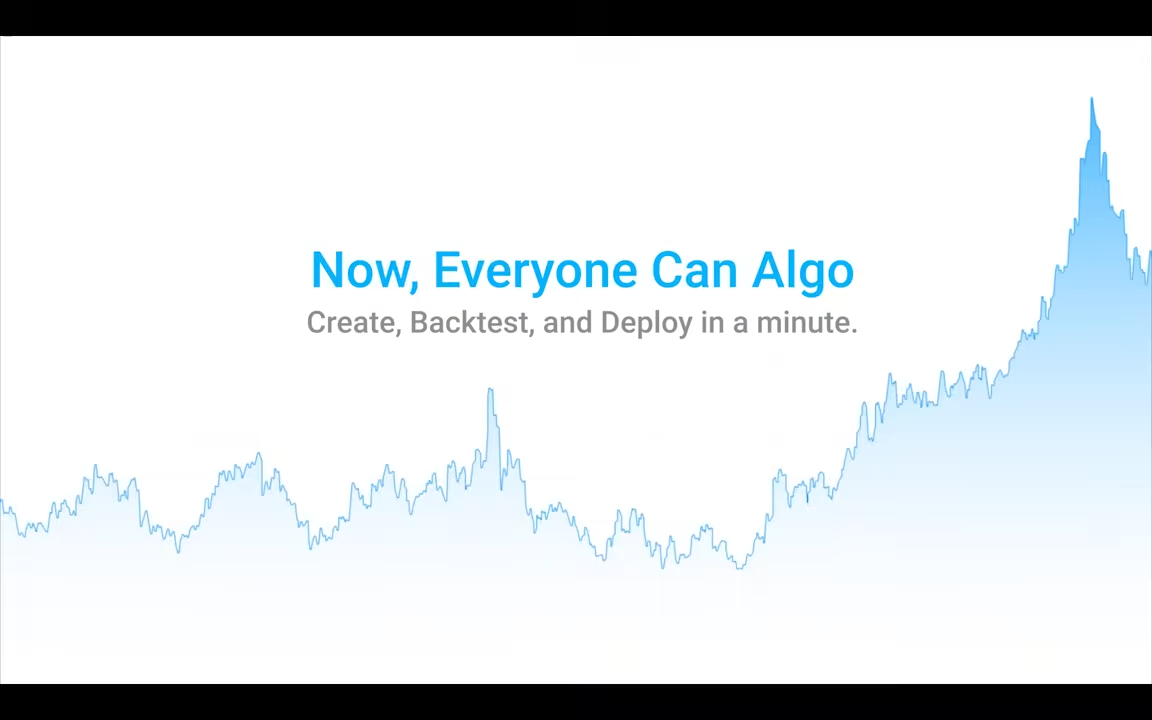 Now, Everyone Can Algo
Create, Backtest, and Deploy in a minute.